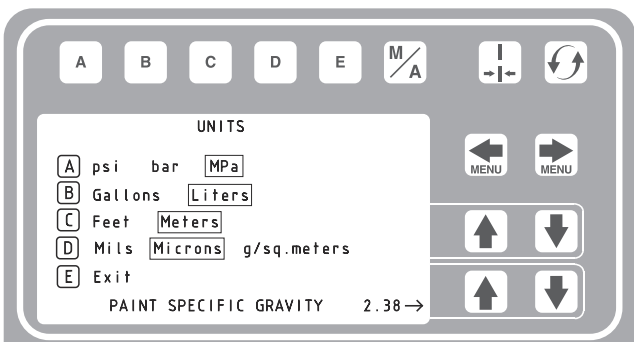 A B C D E M/A
UNITS
A psi bar MPa
MENU MENU
B Gallons Liters
C Feet Meters
D Mils Microns g/sq.meters
E Exit
PAINT SPECIFIC GRAVITY 2.38→